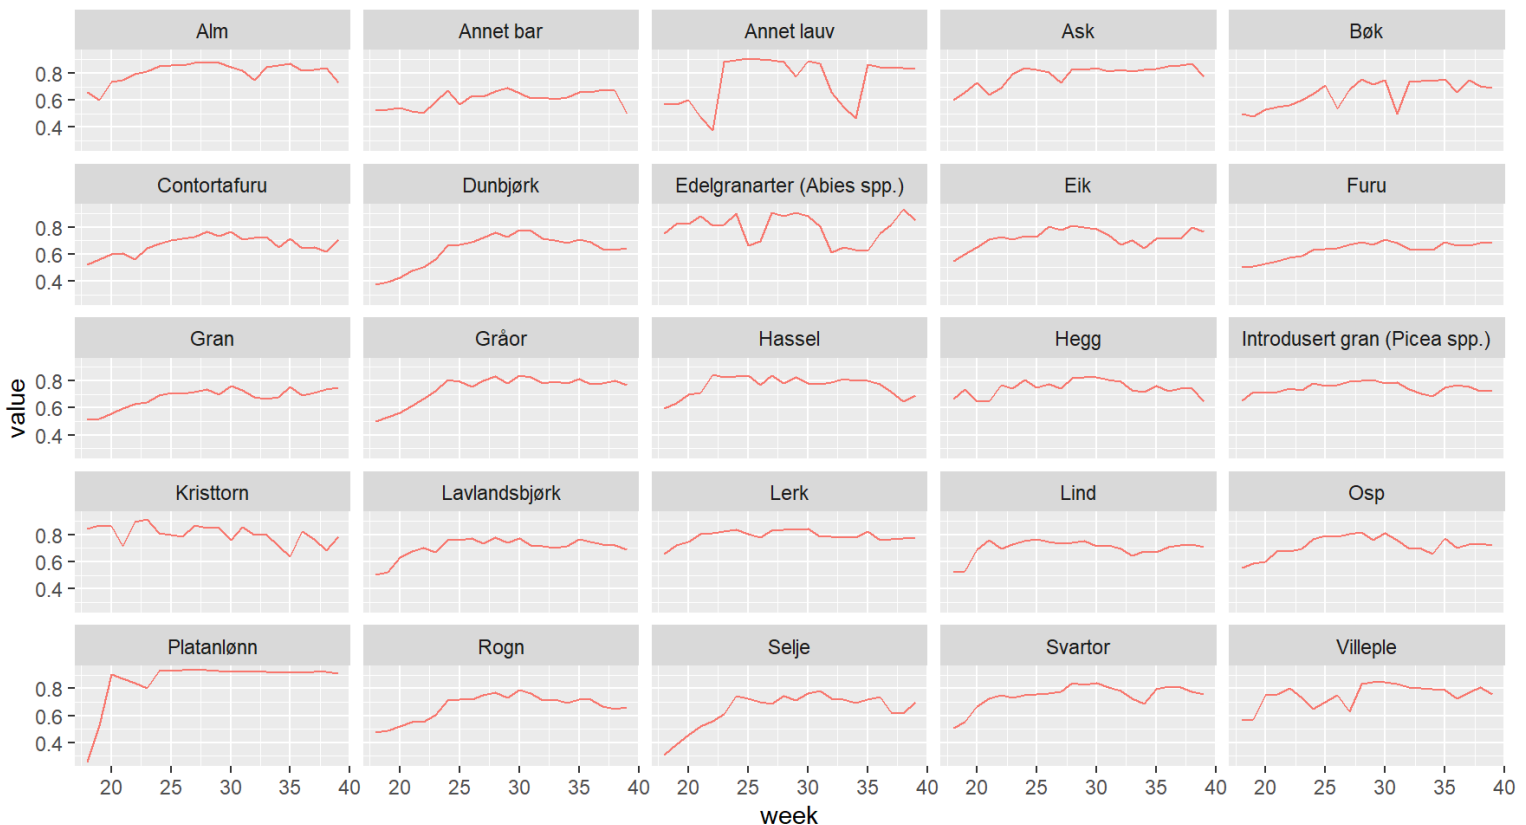 Alm Annet bar Annet lauv Ask Bøk
0.8
0.6
0.4
Contortafuru Dunbjørk Edelgranarter (Abies spp.) Eik Furu
0.8
0.6
0.4
Gran Gråor Hassel Hegg Introdusert gran (Picea spp.)
0.8
0.6
0.4
value
Kristtorn Lavlandsbjørk Lerk Lind Osp
0.8
0.6
0.4
Platanlønn Rogn Selje Svartor Villeple
0.8
0.6
0.4
20 25 30 35 40 20 25 30 35 40 20 25 30 35 40 20 25 30 35 40 20 25 30 35 40
week